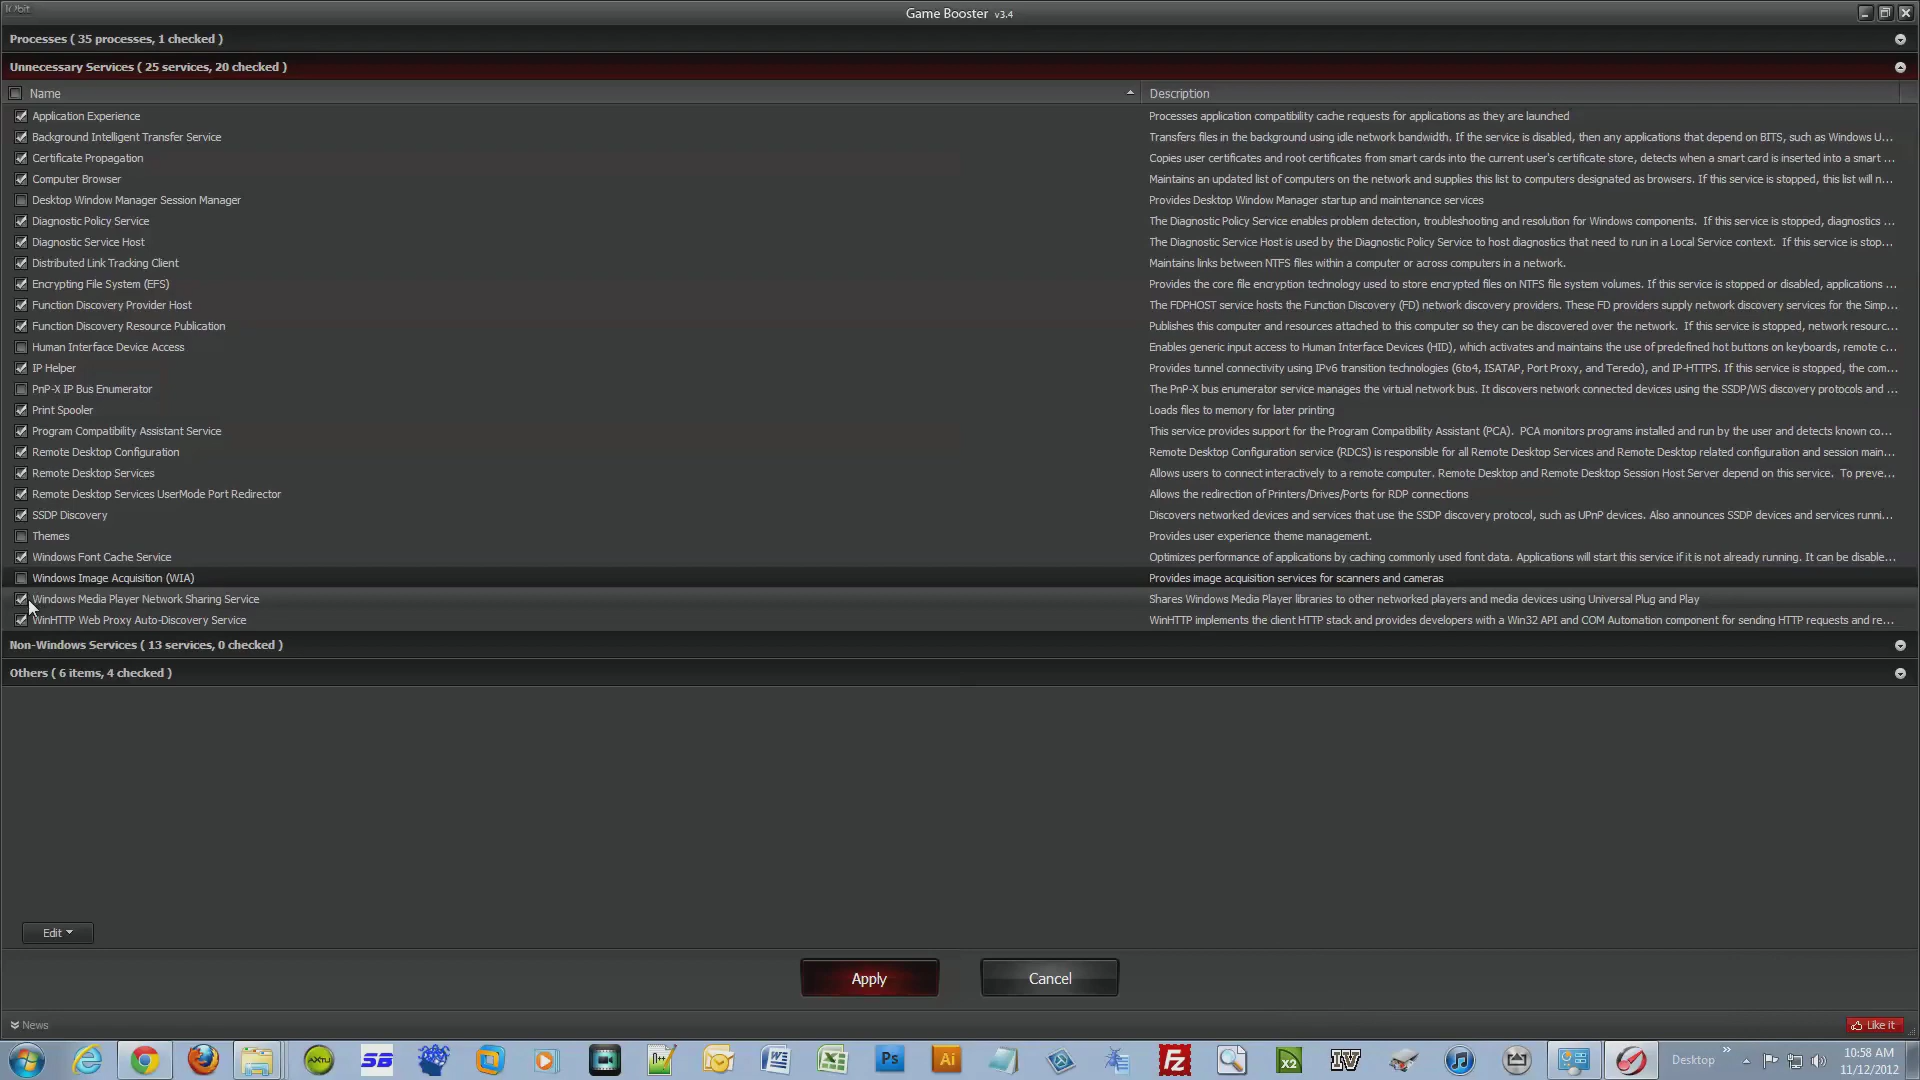 IObit
Game Booster v3.4
Processes ( 35 processes, 1 checked )
Unnecessary Services ( 25 services, 20 checked )
Name Description
Application Experience Processes application compatibility cache requests for applications as they are launched
Background Intelligent Transfer Service Transfers files in the background using idle network bandwidth. If the service is disabled, then any applications that depend on BITS, such as Windows U...
Certificate Propagation Copies user certificates and root certificates from smart cards into the current user's certificate store, detects when a smart card is inserted into a smart ...
Computer Browser Maintains an updated list of computers on the network and supplies this list to computers designated as browsers. If this service is stopped, this list will n...
Desktop Window Manager Session Manager Provides Desktop Window Manager startup and maintenance services
Diagnostic Policy Service The Diagnostic Policy Service enables problem detection, troubleshooting and resolution for Windows components. If this service is stopped, diagnostics ...
Diagnostic Service Host The Diagnostic Service Host is used by the Diagnostic Policy Service to host diagnostics that need to run in a Local Service context. If this service is stop...
Distributed Link Tracking Client Maintains links between NTFS files within a computer or across computers in a network.
Encrypting File System (EFS) Provides the core file encryption technology used to store encrypted files on NTFS file system volumes. If this service is stopped or disabled, applications ...
Function Discovery Provider Host The FDPHOST service hosts the Function Discovery (FD) network discovery providers. These FD providers supply network discovery services for the Simp...
Function Discovery Resource Publication Publishes this computer and resources attached to this computer so they can be discovered over the network. If this service is stopped, network resourc...
Human Interface Device Access Enables generic input access to Human Interface Devices (HID), which activates and maintains the use of predefined hot buttons on keyboards, remote c...
IP Helper Provides tunnel connectivity using IPv6 transition technologies (6to4, ISATAP, Port Proxy, and Teredo), and IP-HTTPS. If this service is stopped, the com...
PnP-X IP Bus Enumerator The PnP-X bus enumerator service manages the virtual network bus. It discovers network connected devices using the SSDP/WS discovery protocols and ...
Print Spooler Loads files to memory for later printing
Program Compatibility Assistant Service This service provides support for the Program Compatibility Assistant (PCA). PCA monitors programs installed and run by the user and detects known co...
Remote Desktop Configuration Remote Desktop Configuration service (RDCS) is responsible for all Remote Desktop Services and Remote Desktop related configuration and session main...
Remote Desktop Services Allows users to connect interactively to a remote computer. Remote Desktop and Remote Desktop Session Host Server depend on this service. To preve...
Remote Desktop Services UserMode Port Redirector Allows the redirection of Printers/Drives/Ports for RDP connections
SSDP Discovery Discovers networked devices and services that use the SSDP discovery protocol, such as UPnP devices. Also announces SSDP devices and services runni...
Themes Provides user experience theme management.
Windows Font Cache Service Optimizes performance of applications by caching commonly used font data. Applications will start this service if it is not already running. It can be disable...
Windows Image Acquisition (WIA) Provides image acquisition services for scanners and cameras
Windows Media Player Network Sharing Service Shares Windows Media Player libraries to other networked players and media devices using Universal Plug and Play
WinHTTP Web Proxy Auto-Discovery Service WinHTTP implements the client HTTP stack and provides developers with a Win32 API and COM Automation component for sending HTTP requests and re...
Non-Windows Services ( 13 services, 0 checked )
Others ( 6 items, 4 checked )
Edit
Apply Cancel
News Like it
AXTU S6 n++ W X Ps Ai Fz X2 IV Desktop 10:58 AM
11/12/2012